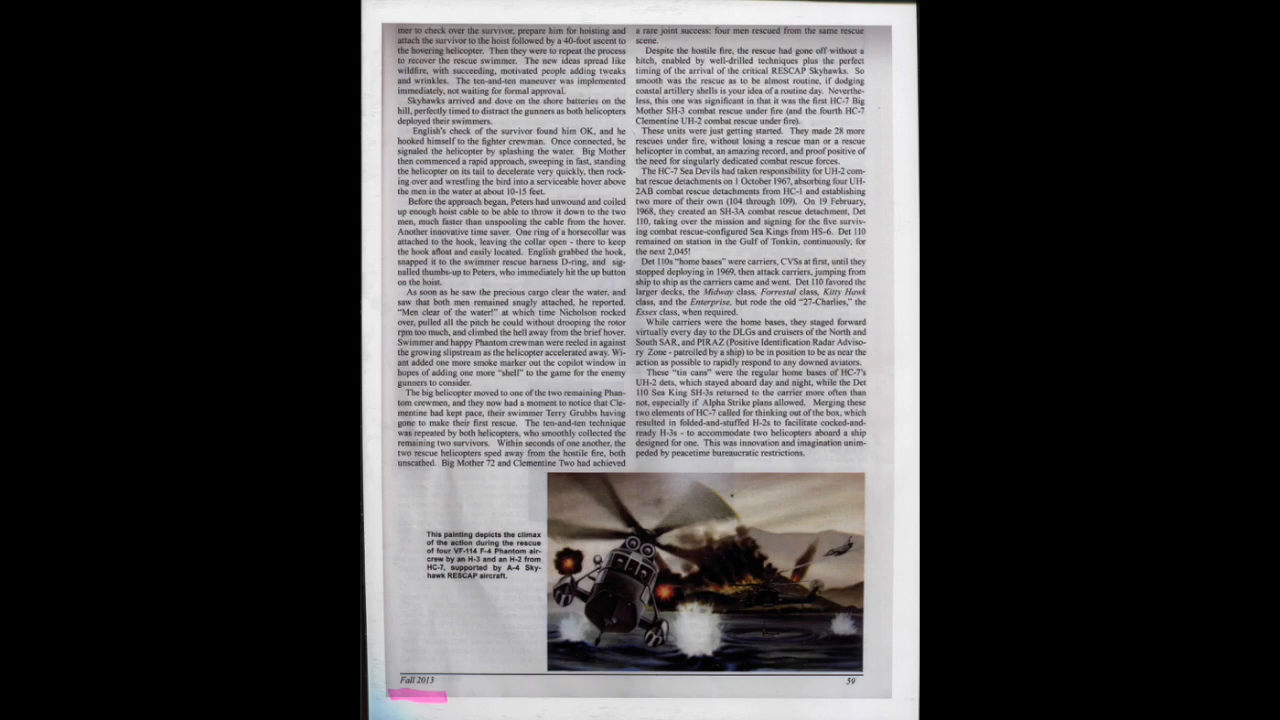 mer to check over the survivor, prepare him for hoisting and
attach the survivor to the hoist followed by a 40-foot ascent to
the hovering helicopter. Then they were to repeat the process
to recover the rescue swimmer. The new ideas spread like
wildfire, with succeeding, motivated people adding tweaks
and wrinkles. The ten-and-ten maneuver was implemented
immediately, not waiting for formal approval.
Skyhawks arrived and dove on the shore batteries on the
hill, perfectly timed to distract the gunners as both helicopters
deployed their swimmers.
English's check of the survivor found him OK, and he
hooked himself to the fighter crewman. Once connected, he
signaled the helicopter by splashing the water. Big Mother
then commenced a rapid approach, sweeping in fast, standing
the helicopter on its tail to decelerate very quickly, then rock-
ing over and wrestling the bird into a serviceable hover above
the men in the water at about 10-15 feet.
Before the approach began, Peters had unwound and coiled
up enough hoist cable to be able to throw it down to the two
men, much faster than unspooling the cable from the hover.
Another innovative time saver. One ring of a horsecollar was
attached to the hook, leaving the collar open - there to keep
the hook afloat and easily located. English grabbed the hook,
snapped it to the swimmer rescue harness D-ring, and sig-
nalled thumbs-up to Peters, who immediately hit the up button
on the hoist.
As soon as he saw the precious cargo clear the water, and
saw that both men remained snugly attached, he reported.
"Men clear of the water!" at which time Nicholson rocked
over, pulled all the pitch he could without drooping the rotor
rpm too much, and climbed the hell away from the brief hover.
Swimmer and happy Phantom crewman were reeled in against
the growing slipstream as the helicopter accelerated away. Wi-
ant added one more smoke marker out the copilot window in
hopes of adding one more "shell" to the game for the enemy
gunners to consider.
The big helicopter moved to one of the two remaining Phan-
tom crewmen, and they now had a moment to notice that Cle-
mentine had kept pace, their swimmer Terry Grubbs having
gone to make their first rescue. The ten-and-ten technique
was repeated by both helicopters, who smoothly collected the
remaining two survivors. Within seconds of one another, the
two rescue helicopters sped away from the hostile fire, both
unscathed. Big Mother 72 and Clementine Two had achieved
a rare joint success: four men rescued from the same rescue
scene.
Despite the hostile fire, the rescue had gone off without a
hitch, enabled by well-drilled techniques plus the perfect
timing of the arrival of the critical RESCAP Skyhawks. So
smooth was the rescue as to be almost routine, if dodging
coastal artillery shells is your idea of a routine day. Neverthe-
less, this one was significant in that it was the first HC-7 Big
Mother SH-3 combat rescue under fire (and the fourth HC-7
Clementine UH-2 combat rescue under fire).
These units were just getting started. They made 28 more
rescues under fire, without losing a rescue man or a rescue
helicopter in combat, an amazing record, and proof positive of
the need for singularly dedicated combat rescue forces.
The HC-7 Sea Devils had taken responsibility for UH-2 com-
bat rescue detachments on 1 October 1967, absorbing four UH-
2AB combat rescue detachments from HC-1 and establishing
two more of their own (104 through 109). On 19 February,
1968, they created an SH-3A combat rescue detachment, Det
110, taking over the mission and signing for the five surviv-
ing combat rescue-configured Sea Kings from HS-6. Det 110
remained on station in the Gulf of Tonkin, continuously, for
the next 2,045!
Det 110s "home bases" were carriers, CVSs at first, until they
stopped deploying in 1969, then attack carriers, jumping from
ship to ship as the carriers came and went. Det 110 favored the
larger decks, the Midway class, Forrestal class, Kitty Hawk
class, and the Enterprise, but rode the old "27-Charlies," the
Essex class, when required.
While carriers were the home bases, they staged forward
virtually every day to the DLGs and cruisers of the North and
South SAR, and PIRAZ (Positive Identification Radar Adviso-
ry Zone - patrolled by a ship) to be in position to be as near the
action as possible to rapidly respond to any downed aviators.
These "tin cans" were the regular home bases of HC-7's
UH-2 dets, which stayed aboard day and night, while the Det
110 Sea King SH-3s returned to the carrier more often than
not, especially if Alpha Strike plans allowed. Merging these
two elements of HC-7 called for thinking out of the box, which
resulted in folded-and-stuffed H-2s to facilitate cocked-and-
ready H-3s - to accommodate two helicopters aboard a ship
designed for one. This was innovation and imagination unim-
peded by peacetime bureaucratic restrictions.
This painting depicts the climax
of the action during the rescue
of four VF-114 F-4 Phantom air-
crew by an H-3 and an H-2 from
HC-7, supported by A-4 Sky-
hawk RESCAP aircraft.
Fall 2013
59